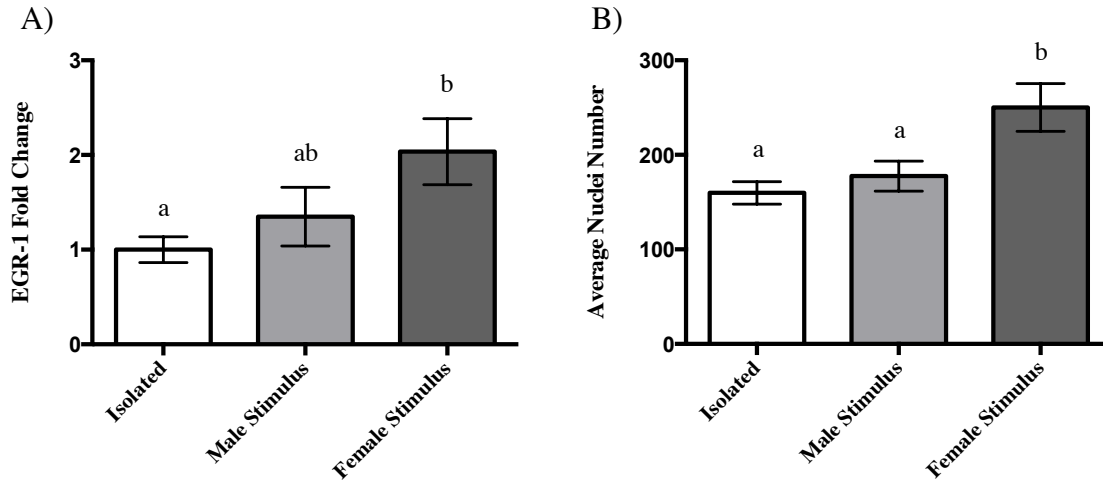 A)
EGR-1 Fold Change
3
2
1
0
a
ab
b
Isolated
Male Stimulus
Female Stimulus
B)
Average Nuclei Number
300
200
100
0
a
a
b
Isolated
Male Stimulus
Female Stimulus